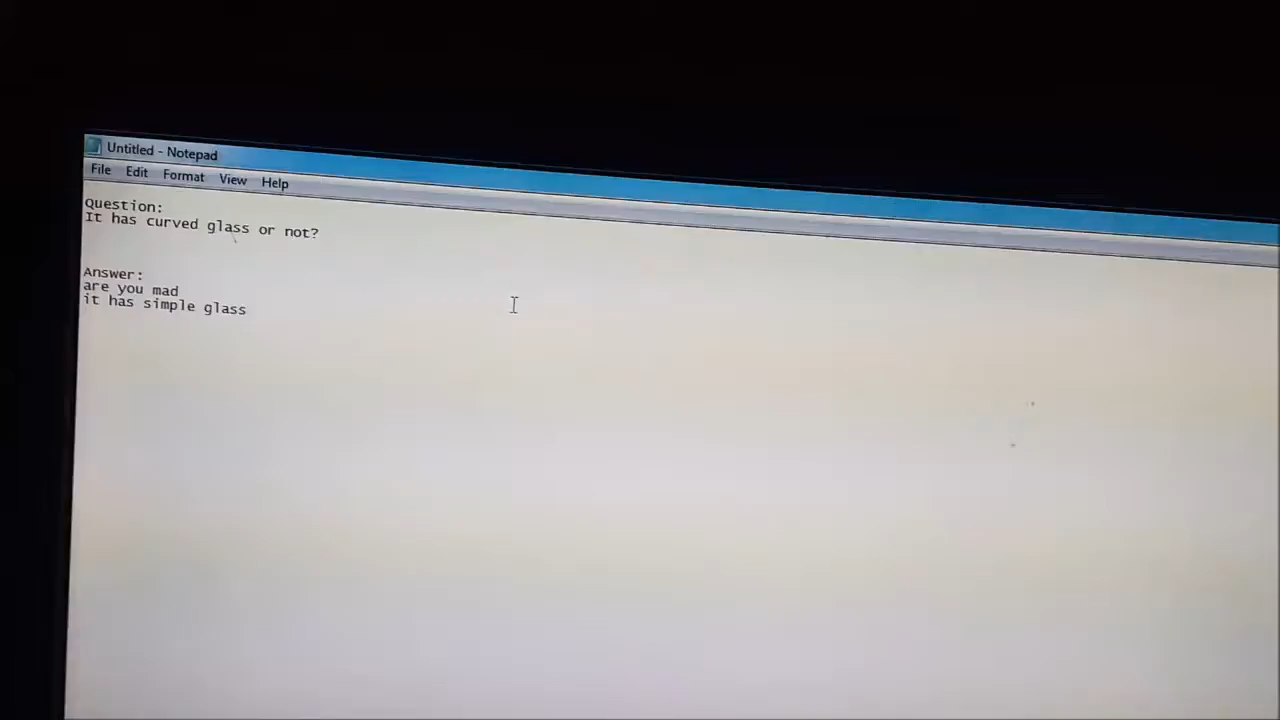 Untitled - Notepad
File Edit Format View Help
Question:
It has curved glass or not?
Answer:
are you mad
it has simple glass